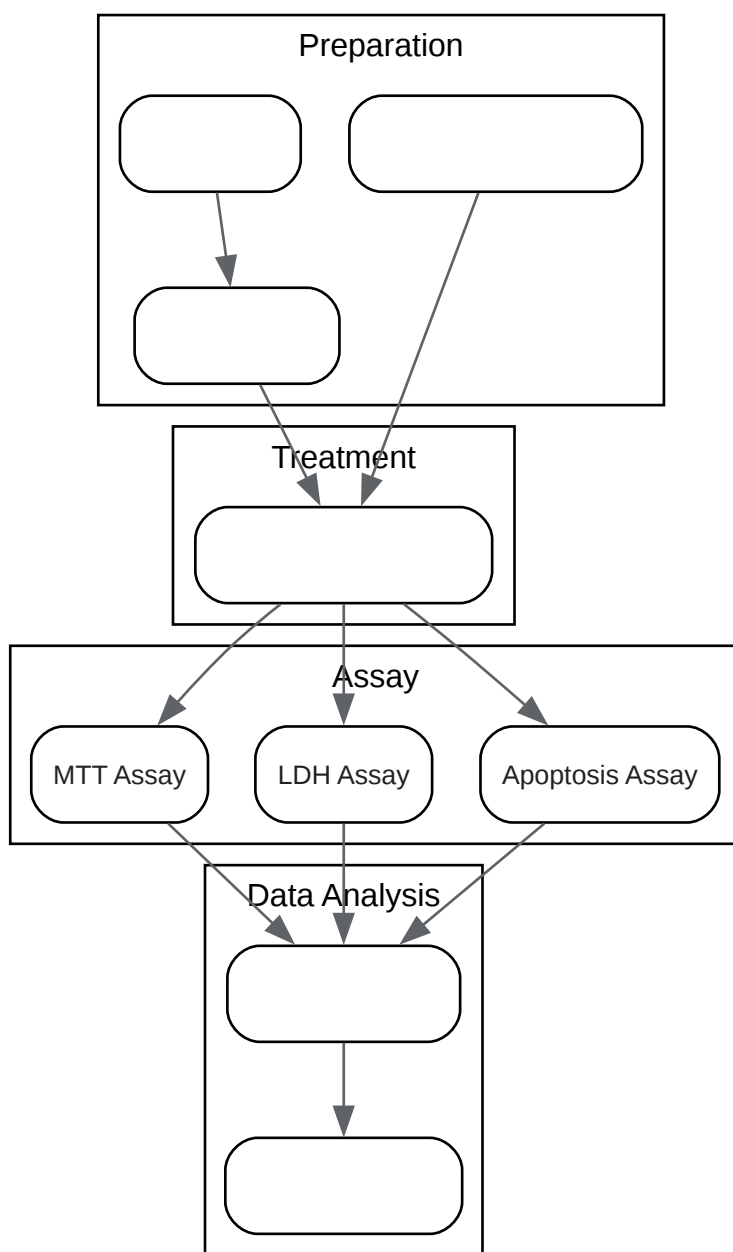 Preparation
Treatment
Assay
MTT Assay
LDH Assay
Apoptosis Assay
Data Analysis